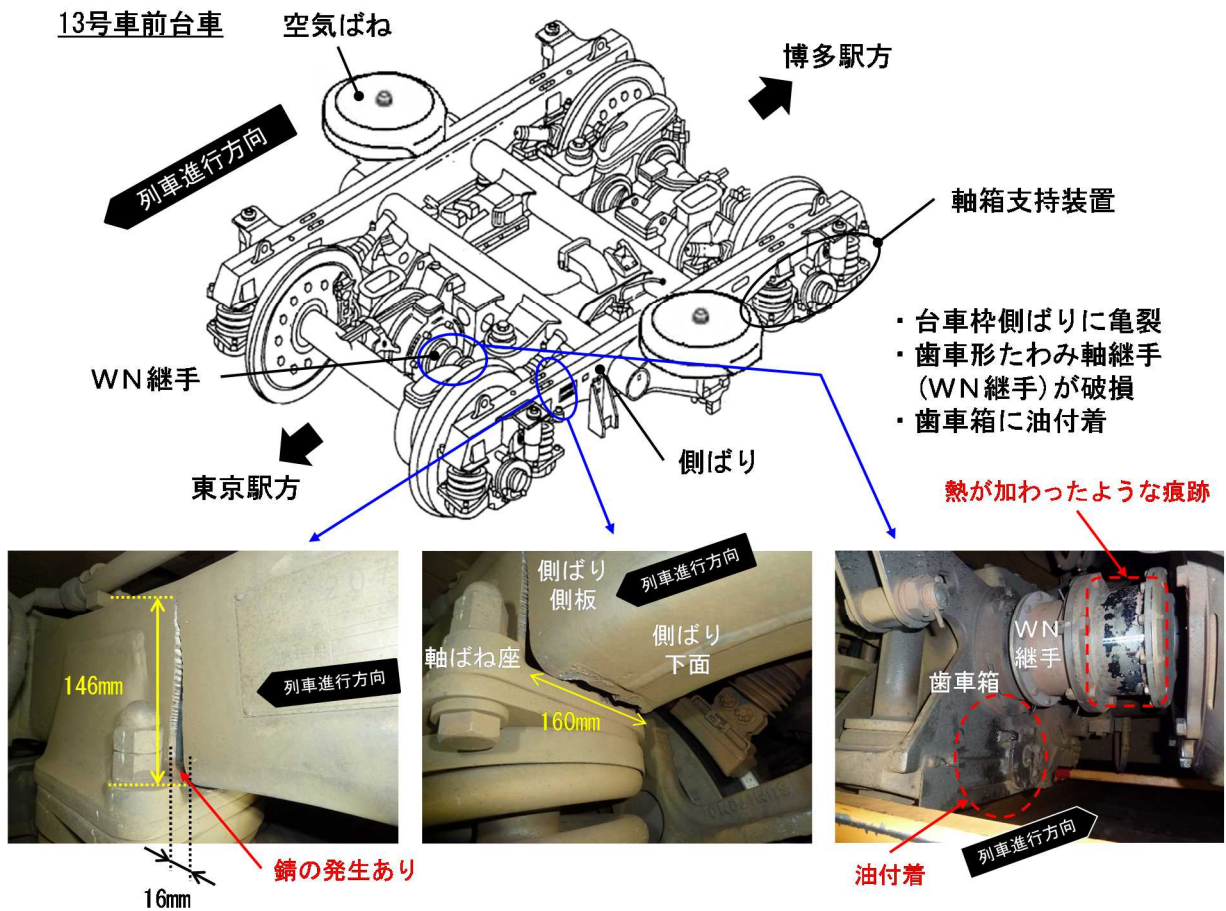 13号車前台車
空気ばね
博多駅方
列車進行方向
軸箱支持装置
・台車枠側ばりに亀裂
・歯車形たわみ軸継手
(WN継手)が破損
・歯車箱に油付着
WN継手
側ばり
東京駅方
熱が加わったような痕跡
146mm
列車進行方向
錆の発生あり
16mm
側ばり
側板
列車進行方向
側ばり
下面
軸ばね座
160mm
WN
継手
歯車箱
油付着
列車進行方向